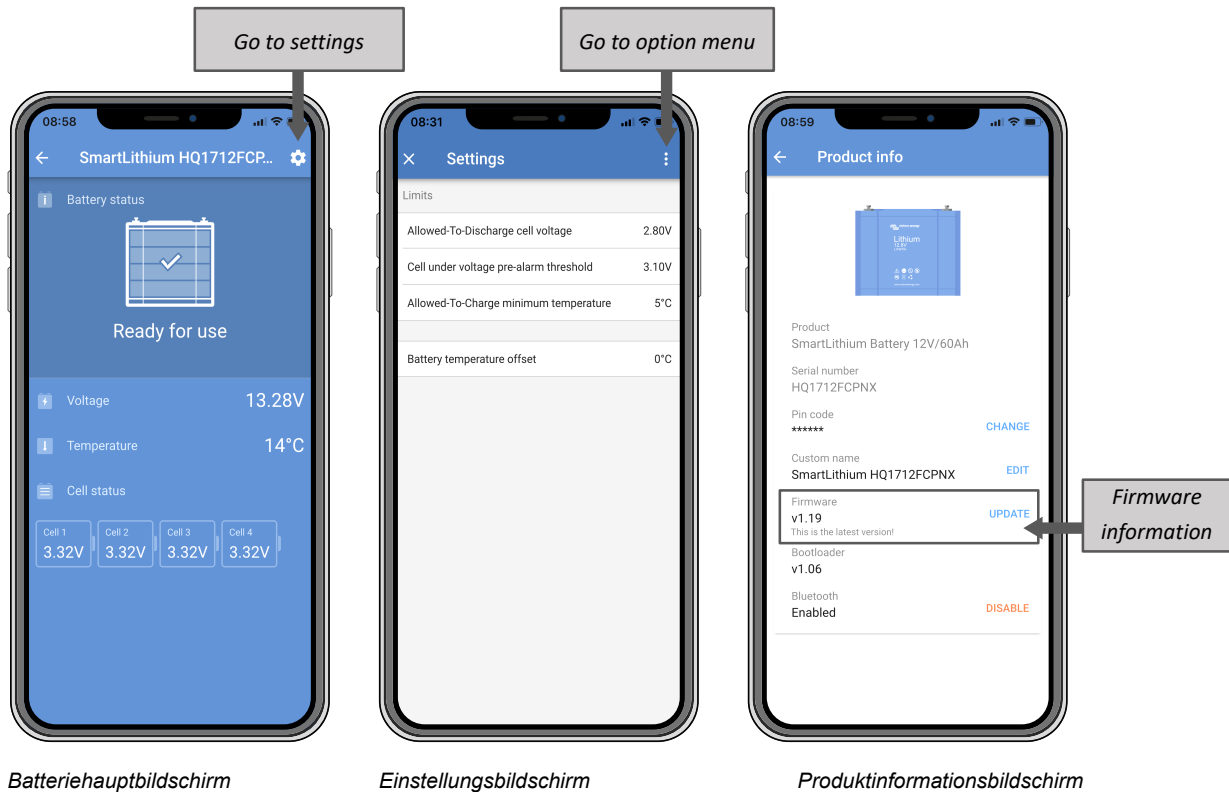 Go to settings
Go to option menu
08:58
SmartLithium HQ1712FCP...
Battery status
Ready for use
Voltage 13.28V
Temperature 14°C
Cell status
Cell 1 Cell 2 Cell 3 Cell 4
3.32V 3.32V 3.32V 3.32V
08:31
Settings
Limits
Allowed-To-Discharge cell voltage 2.80V
Cell under voltage pre-alarm threshold 3.10V
Allowed-To-Charge minimum temperature 5°C
Battery temperature offset 0°C
08:59
Product info
Lithium
12.8V
Product
SmartLithium Battery 12V/60Ah
Serial number
HQ1712FCPNX
Pin code
****** CHANGE
Custom name
SmartLithium HQ1712FCPNX EDIT
Firmware
v1.19 UPDATE
This is the latest version!
Bootloader
v1.06
Bluetooth
Enabled DISABLE
Firmware
information
Batteriehauptbildschirm
Einstellungsbildschirm
Produktinformationsbildschirm